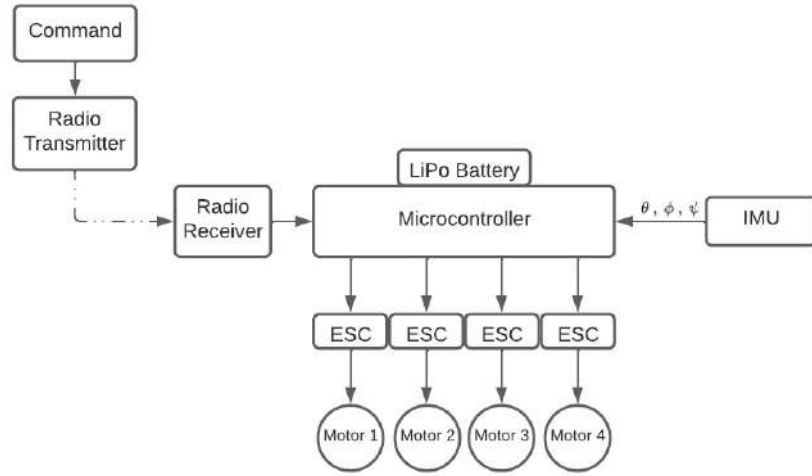 Command
Radio
Transmitter
LiPo Battery
Radio
Receiver
Microcontroller
θ , ϕ , ψ
IMU
ESC
ESC
ESC
ESC
Motor 1
Motor 2
Motor 3
Motor 4